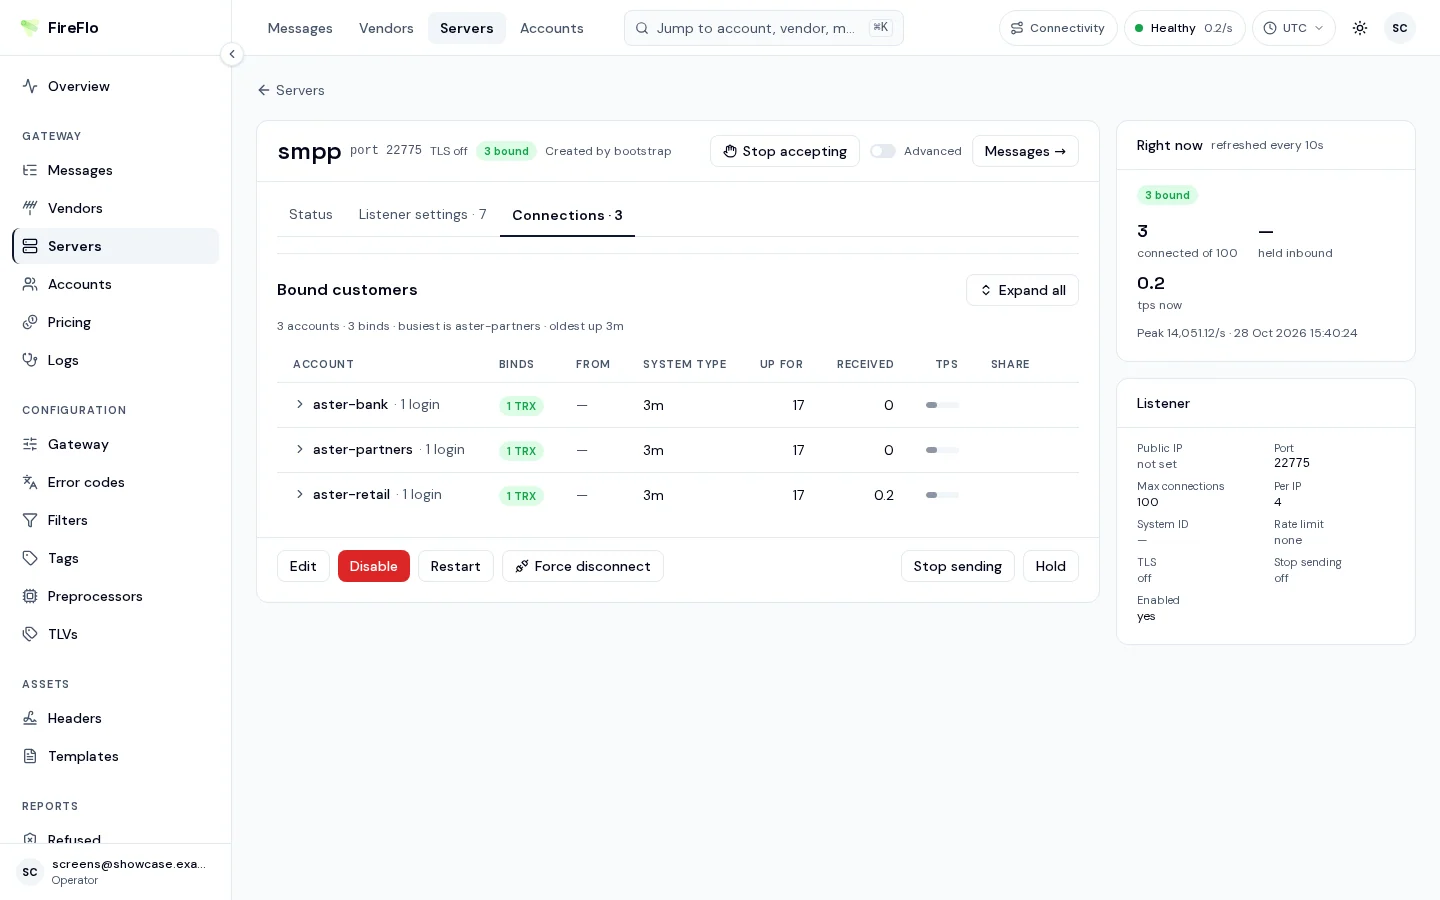 FireFlo
Messages Vendors Servers Accounts
Jump to account, vendor, m... ⌘K
Connectivity
Healthy 0.2/s
UTC
SC
Overview
GATEWAY
Messages
Vendors
Servers
Accounts
Pricing
Logs
CONFIGURATION
Gateway
Error codes
Filters
Tags
Preprocessors
TLVs
ASSETS
Headers
Templates
REPORTS
Refused
SC screens@showcase.exa...
Operator
← Servers
smpp port 22775 TLS off 3 bound Created by bootstrap
Stop accepting
Advanced
Messages →
Status Listener settings · 7 Connections · 3
Bound customers
Expand all
3 accounts · 3 binds · busiest is aster-partners · oldest up 3m
ACCOUNT BINDS FROM SYSTEM TYPE UP FOR RECEIVED TPS SHARE
aster-bank · 1 login 1 TRX — 3m 17 0
aster-partners · 1 login 1 TRX — 3m 17 0
aster-retail · 1 login 1 TRX — 3m 17 0.2
Edit Disable Restart Force disconnect Stop sending Hold
Right now refreshed every 10s
3 bound
3 —
connected of 100 held inbound
0.2
tps now
Peak 14,051.12/s · 28 Oct 2026 15:40:24
Listener
Public IP Port
not set 22775
Max connections Per IP
100 4
System ID Rate limit
— none
TLS Stop sending
off off
Enabled
yes